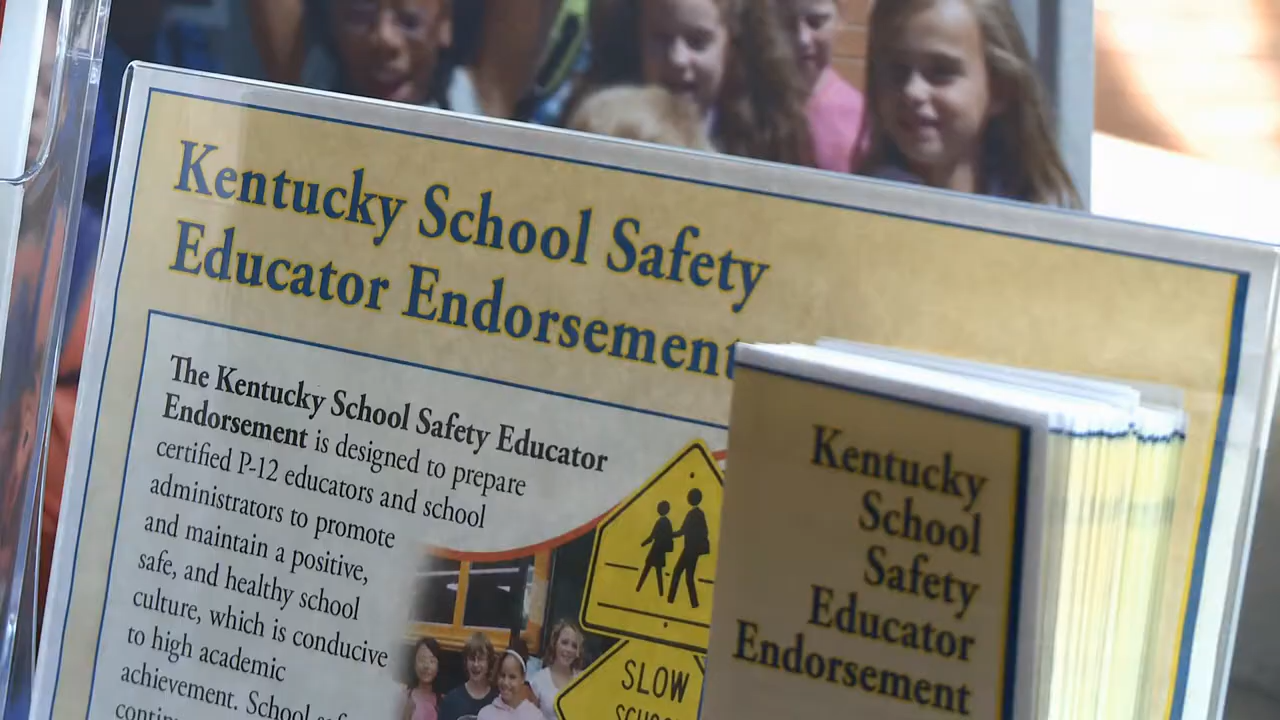 Kentucky School Safety
Educator Endorsement
The Kentucky School Safety Educator
Endorsement is designed to prepare
certified P-12 educators and school
administrators to promote
and maintain a positive,
safe, and healthy school
culture, which is conducive
to high academic
achievement. School
SLOW
Kentucky
School
Safety
Educator
Endorsement